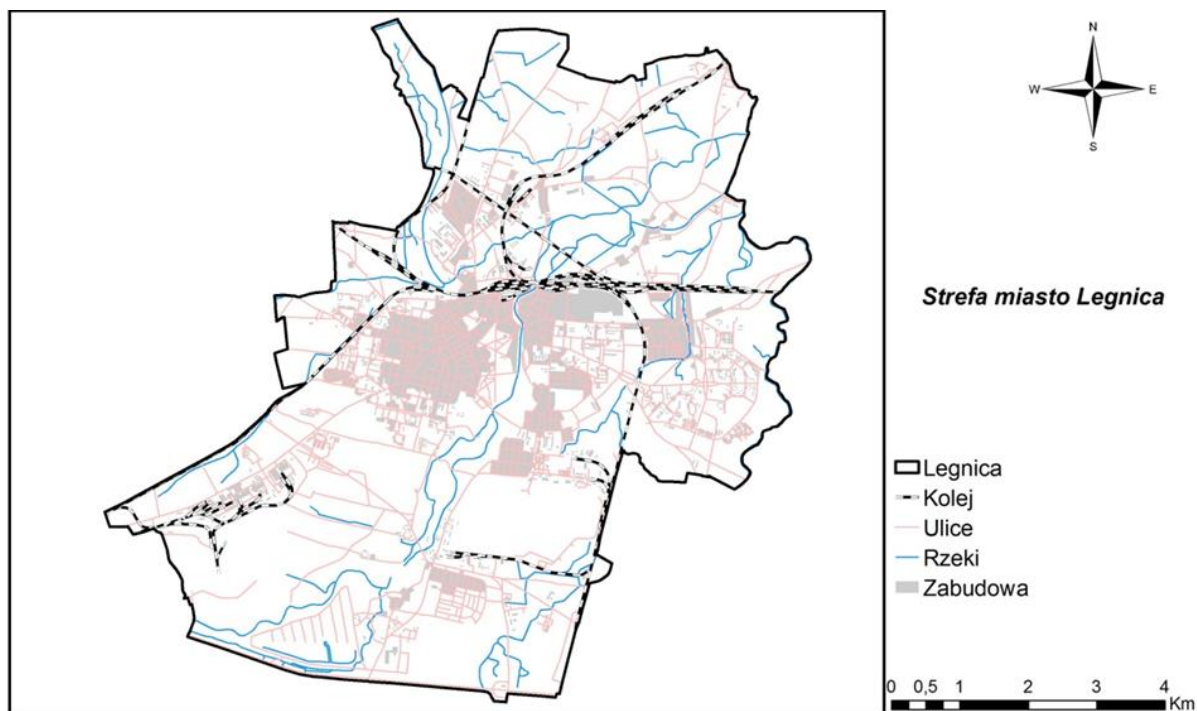 N
W E
S
Strefa miasto Legnica
Legnica
Kolej
Ulice
Rzeki
Zabudowa
0 0,5 1 2 3 4
Km